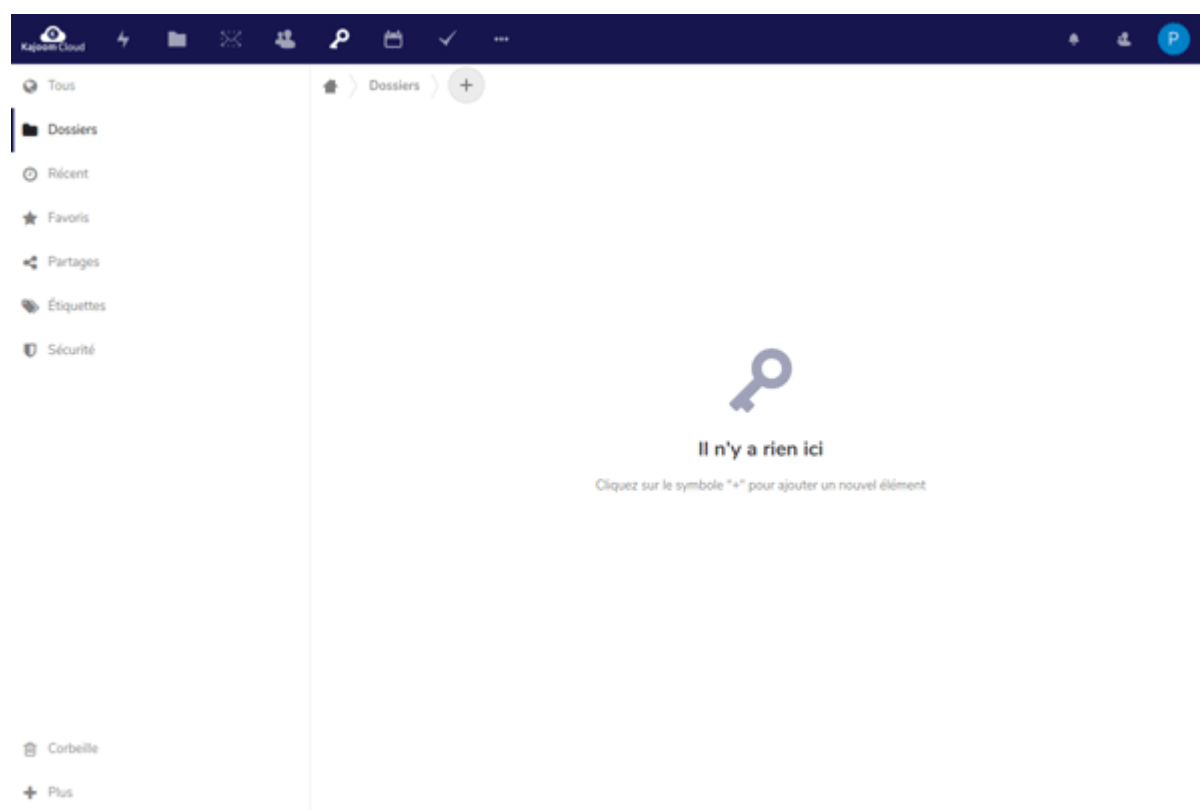 Kajoom Cloud
P
Tous
Dossiers
Dossiers
+
Récent
Favoris
Partages
Étiquettes
Sécurité
Il n'y a rien ici
Cliquez sur le symbole "+" pour ajouter un nouvel élément
Corbeille
Plus